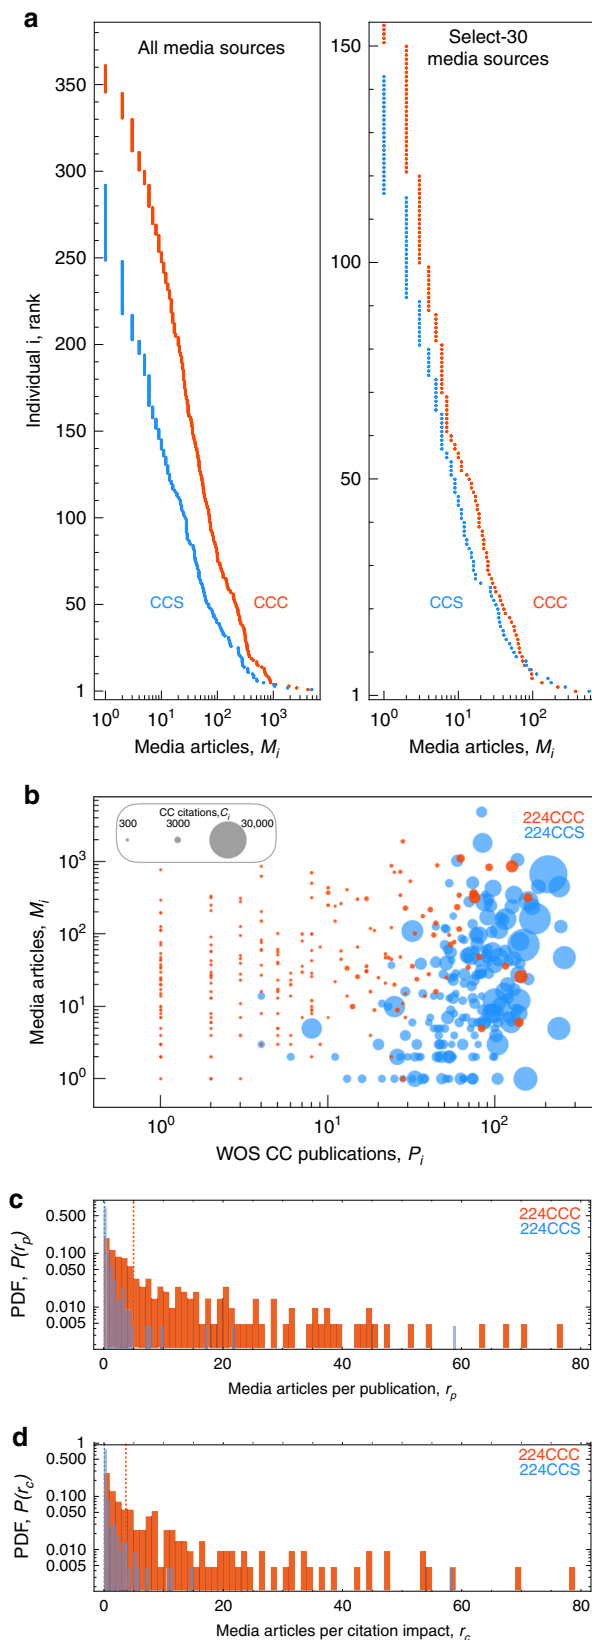 a
All media sources
Select-30
media sources
Individual i, rank
350
300
250
200
150
100
50
1
150
100
50
1
CCS
CCC
CCS
CCC
10⁰ 10¹ 10² 10³
10⁰ 10¹ 10²
Media articles, Mᵢ
Media articles, Mᵢ
b
CC citations, Cᵢ
300 3000 30,000
224CCC
224CCS
Media articles, Mᵢ
10³
10²
10¹
10⁰
10⁰ 10¹ 10²
WOS CC publications, Pᵢ
c
224CCC
224CCS
PDF, P(rₚ)
0.500
0.100
0.050
0.010
0.005
0 20 40 60 80
Media articles per publication, rₚ
d
224CCC
224CCS
PDF, P(r_c)
1
0.500
0.100
0.050
0.010
0.005
0 20 40 60 80
Media articles per citation impact, r_c